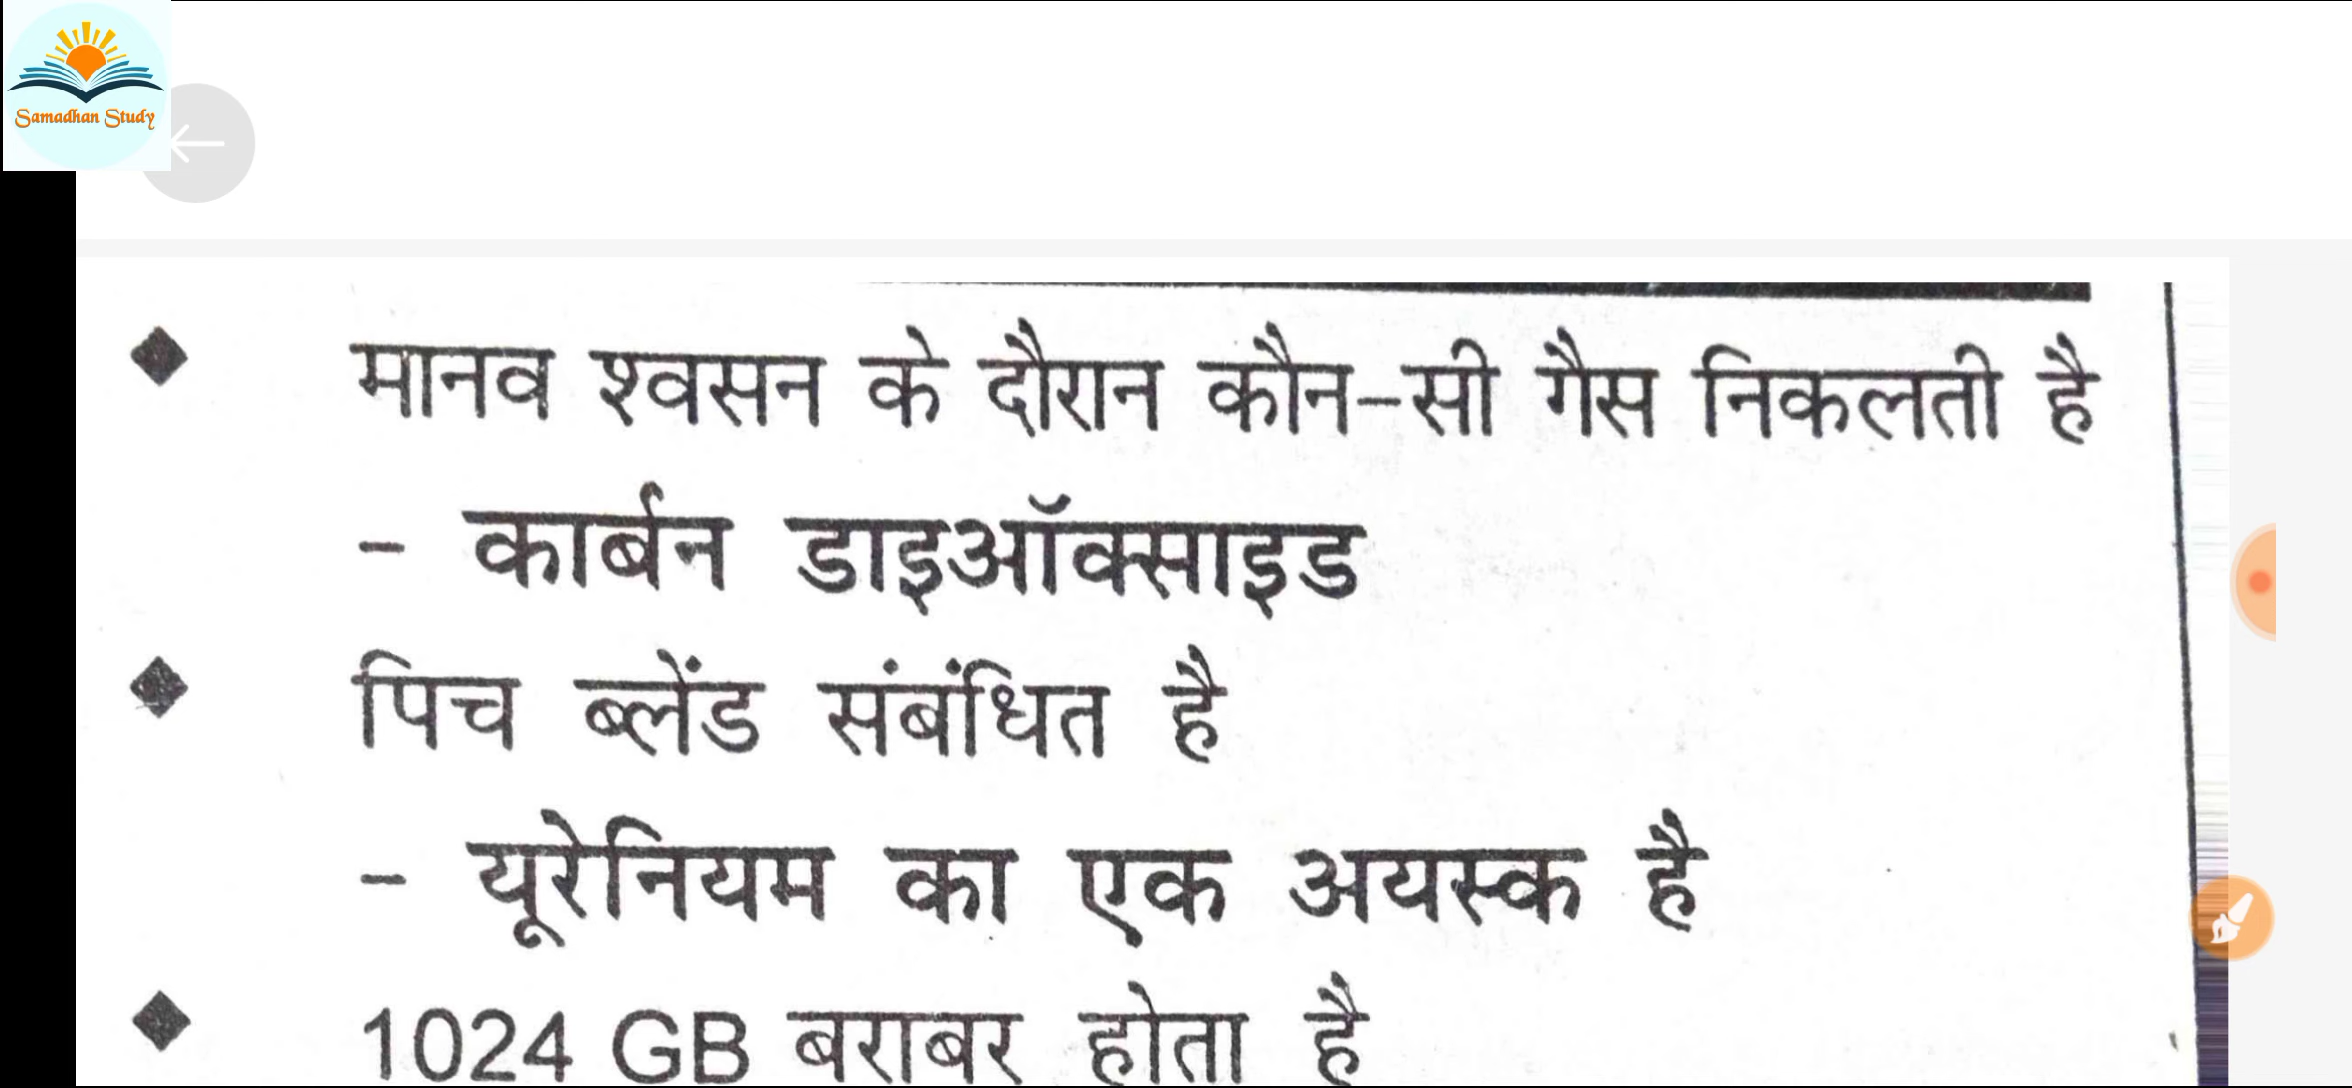 Samadhan Study
मानव श्वसन के दौरान कौन-सी गैस निकलती है
- कार्बन डाइऑक्साइड
पिच ब्लेंड संबंधित है
- यूरेनियम का एक अयस्क है
1024 GB बराबर होता है